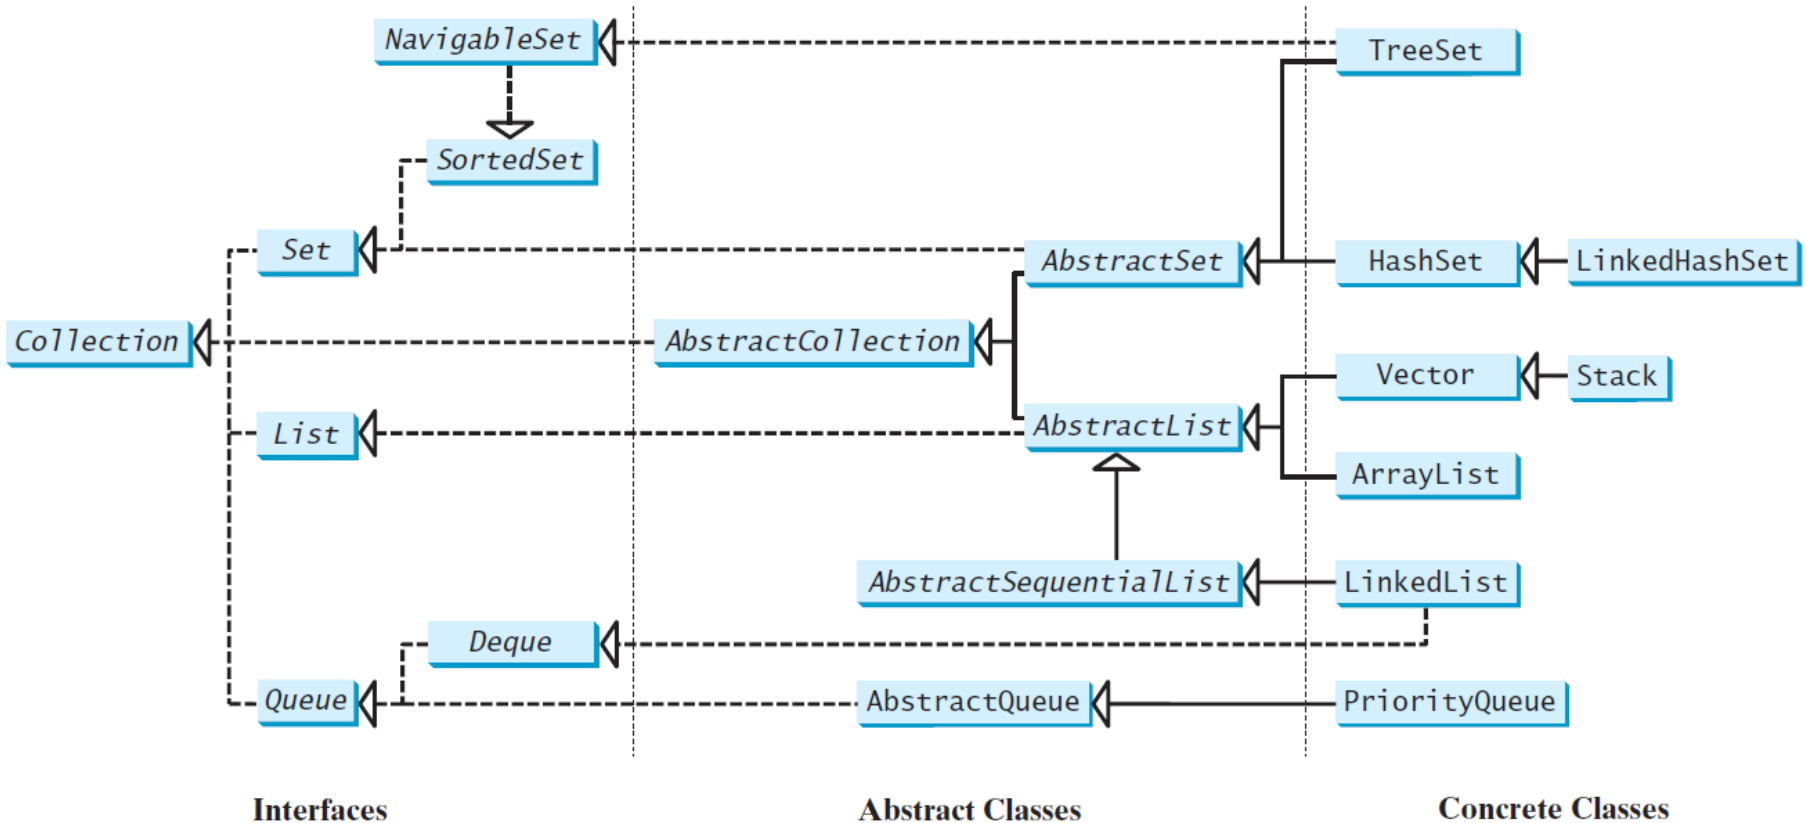 NavigableSet
TreeSet
SortedSet
Set
AbstractSet
HashSet
LinkedHashSet
Collection
AbstractCollection
Vector
Stack
List
AbstractList
ArrayList
AbstractSequentialList
LinkedList
Deque
Queue
AbstractQueue
PriorityQueue
Interfaces
Abstract Classes
Concrete Classes